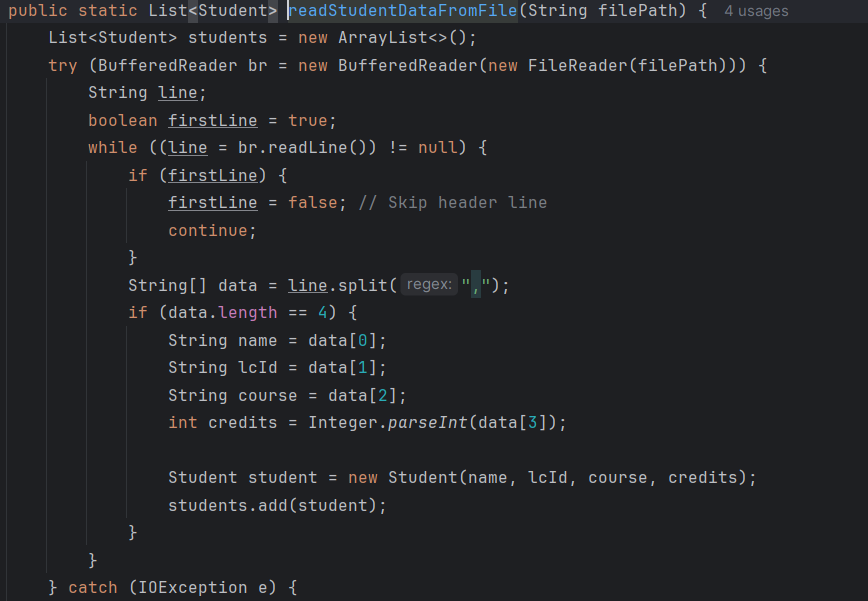 public static List<Student> readStudentDataFromFile(String filePath) { 4 usages
List<Student> students = new ArrayList<>();
try (BufferedReader br = new BufferedReader(new FileReader(filePath))) {
String line;
boolean firstLine = true;
while ((line = br.readLine()) != null) {
if (firstLine) {
firstLine = false; // Skip header line
continue;
}
String[] data = line.split( regex: ",");
if (data.length == 4) {
String name = data[0];
String lcId = data[1];
String course = data[2];
int credits = Integer.parseInt(data[3]);
Student student = new Student(name, lcId, course, credits);
students.add(student);
}
}
} catch (IOException e) {